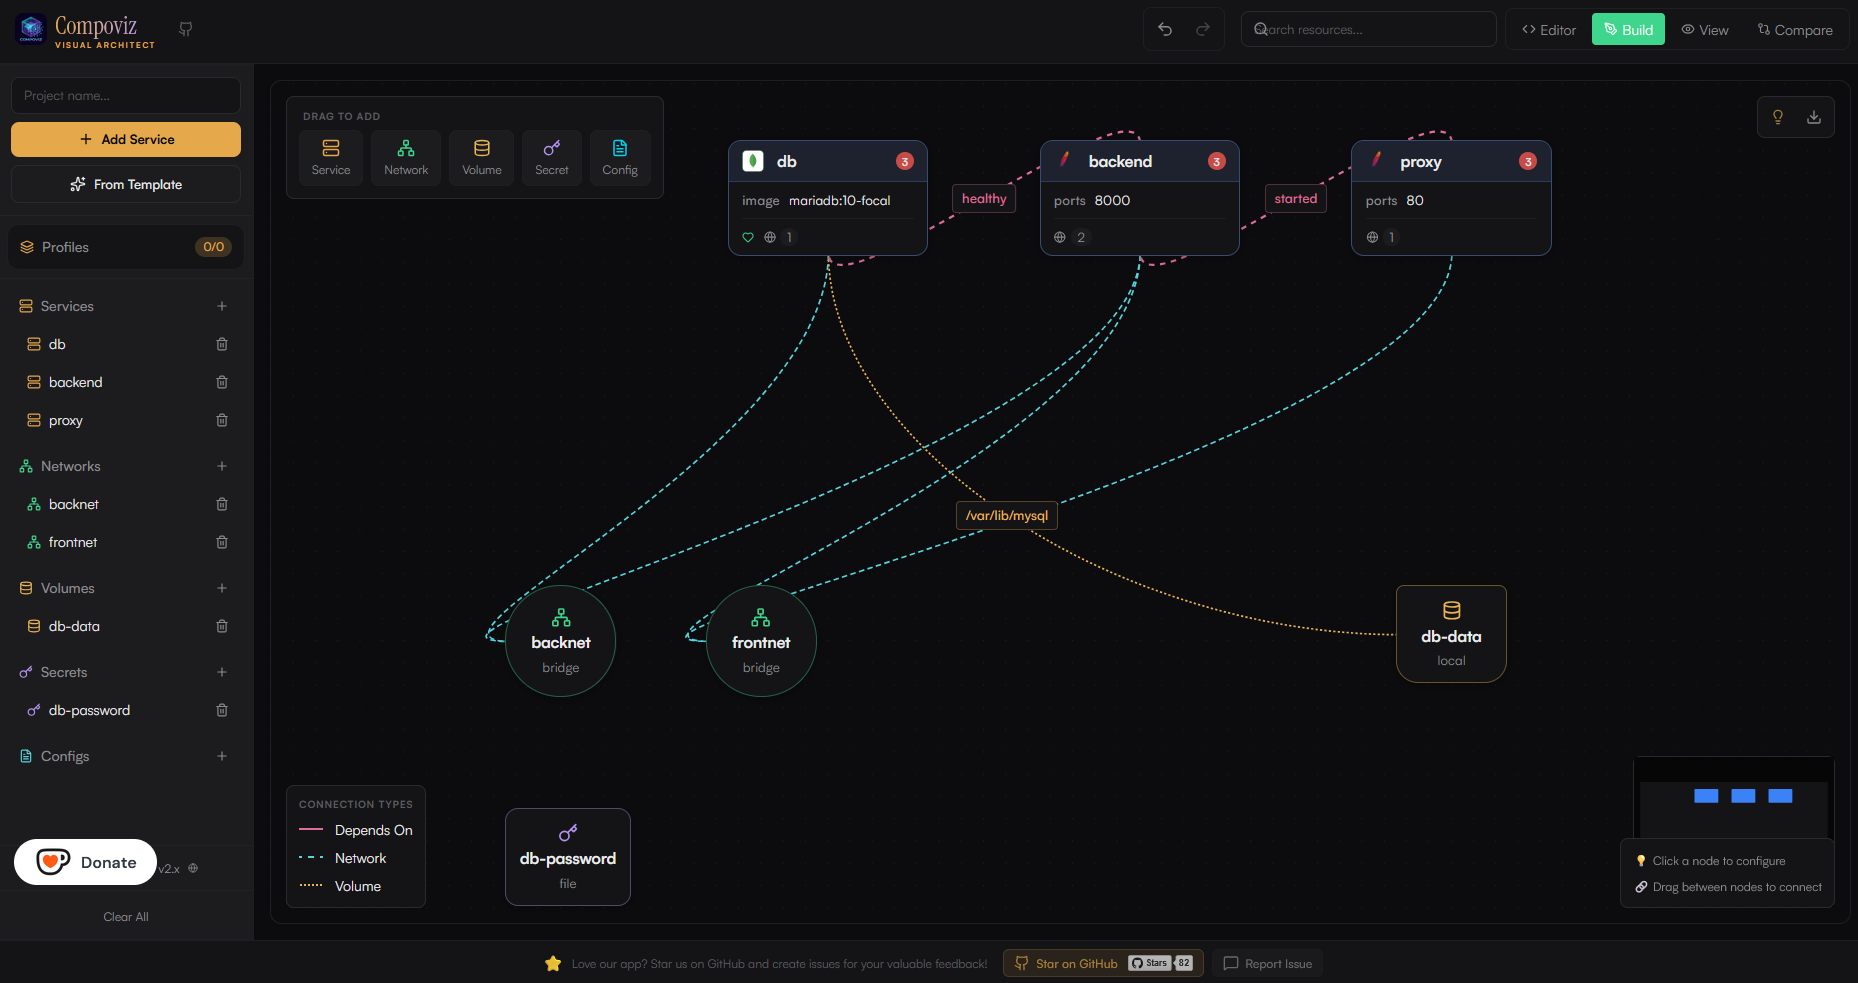 Compoviz
VISUAL ARCHITECT
Search resources...
Editor
Build
View
Compare
Project name...
Add Service
From Template
Profiles
0/0
Services
db
backend
proxy
Networks
backnet
frontnet
Volumes
db-data
Secrets
db-password
Configs
Donate
v2.x
Clear All
DRAG TO ADD
Service
Network
Volume
Secret
Config
db
3
image mariadb:10-focal
1
healthy
backend
3
ports 8000
2
started
proxy
3
ports 80
1
/var/lib/mysql
backnet
bridge
frontnet
bridge
db-data
local
db-password
file
CONNECTION TYPES
Depends On
Network
Volume
Click a node to configure
Drag between nodes to connect
Love our app? Star us on GitHub and create issues for your valuable feedback!
Star on GitHub
Stars 82
Report Issue